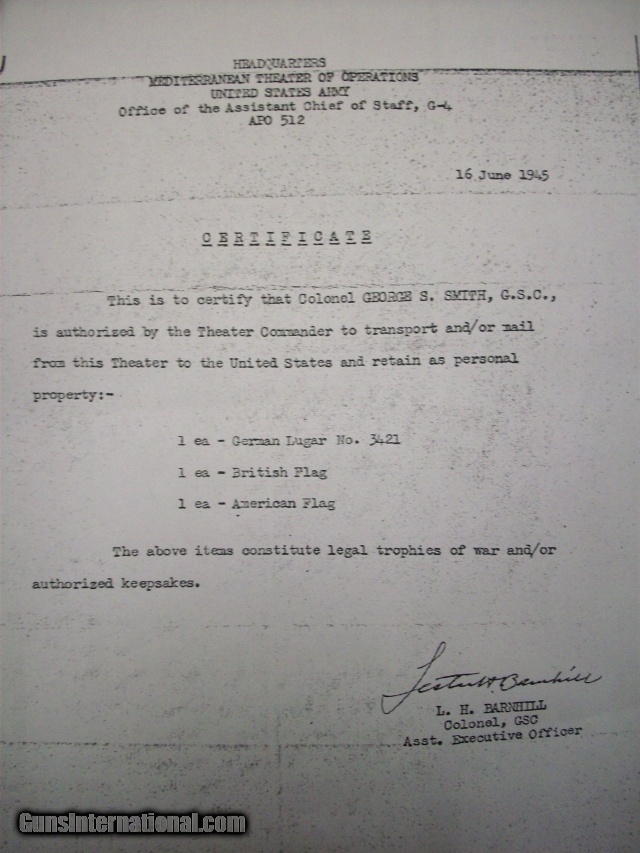 HEADQUARTERS
MEDITERRANEAN THEATER OF OPERATIONS
UNITED STATES ARMY
Office of the Assistant Chief of Staff, G-4
APO 512
16 June 1945
C E R T I F I C A T E
This is to certify that Colonel GEORGE S. SMITH, G.S.C.,
is authorized by the Theater Commander to transport and/or mail
from this Theater to the United States and retain as personal
property:-
1 ea - German Lugar No. 3421
1 ea - British Flag
1 ea - American Flag
The above items constitute legal trophies of war and/or
authorized keepsakes.
Lester H. Barnhill
L. H. BARNHILL
Colonel, GSC
Asst. Executive Officer
GunsInternational.com